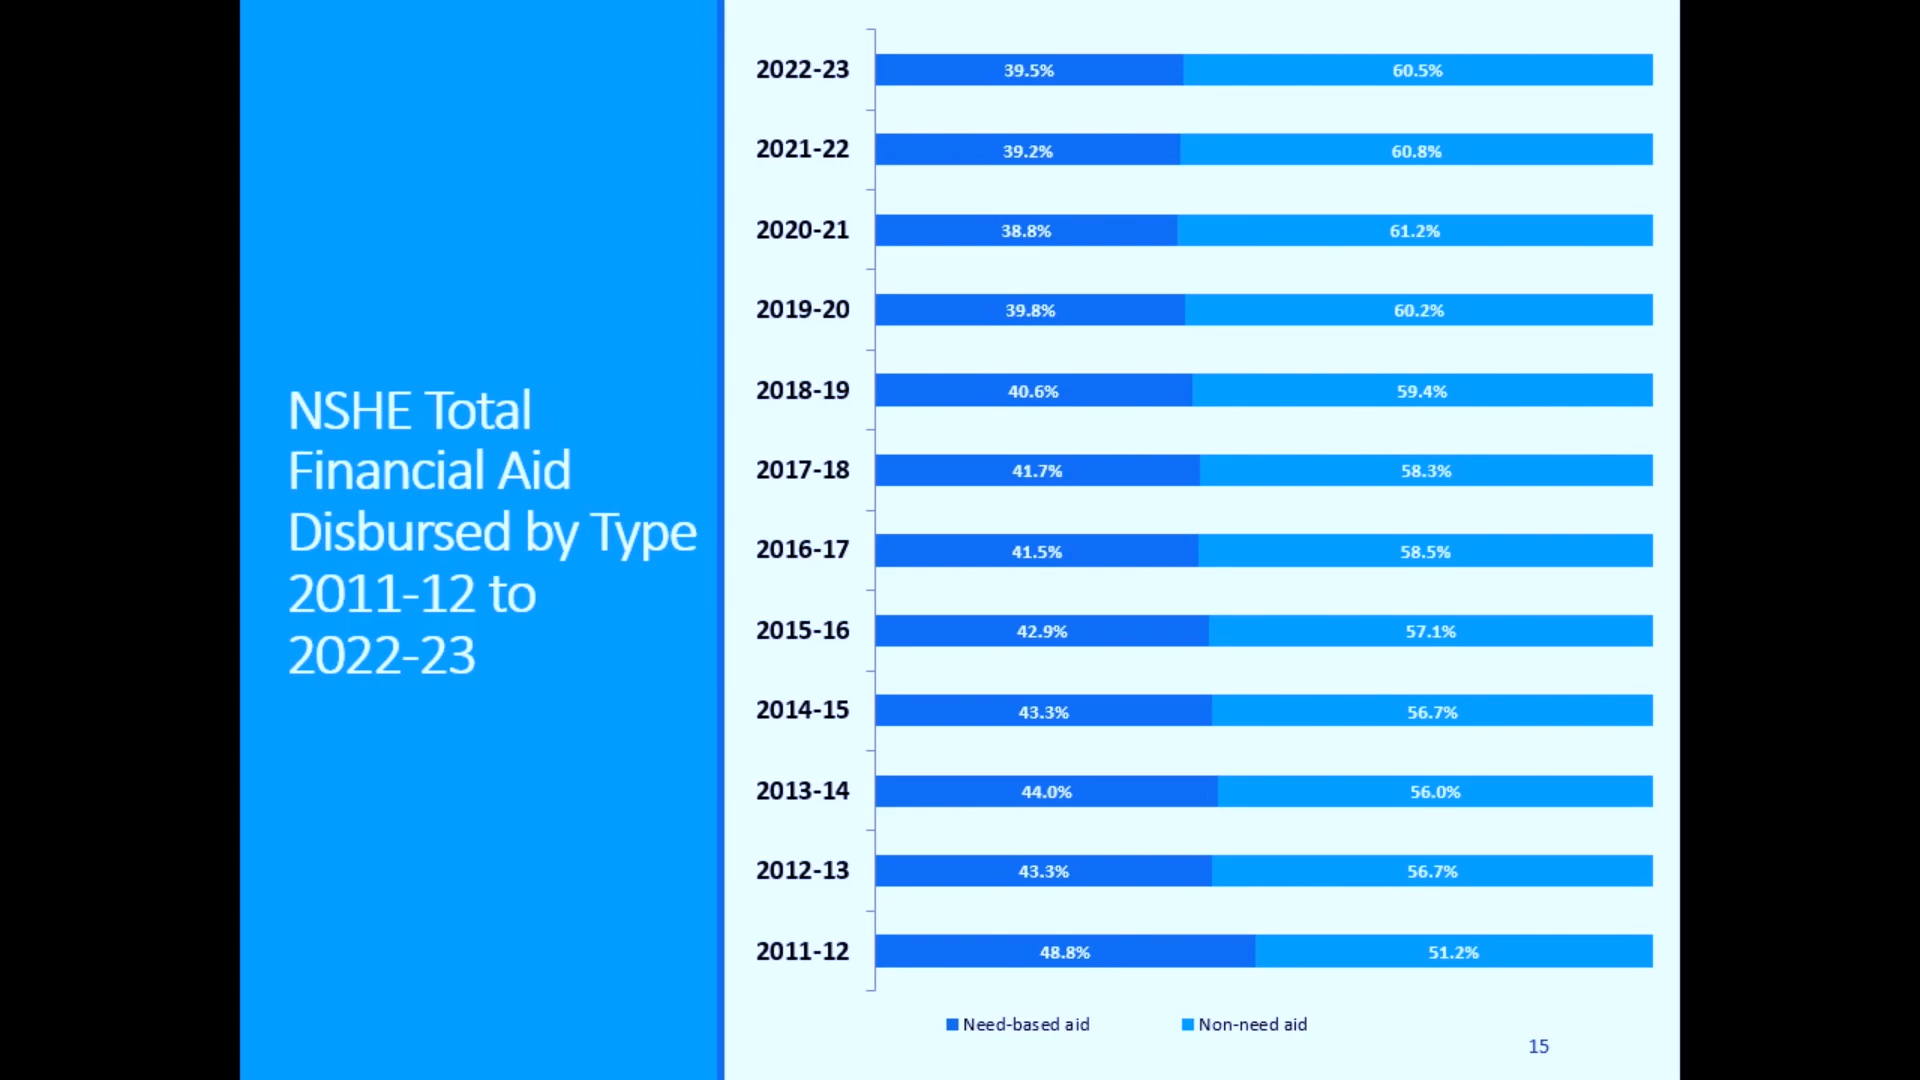 NSHE Total
Financial Aid
Disbursed by Type
2011-12 to
2022-23
2022-23 39.5% 60.5%
2021-22 39.2% 60.8%
2020-21 38.8% 61.2%
2019-20 39.8% 60.2%
2018-19 40.6% 59.4%
2017-18 41.7% 58.3%
2016-17 41.5% 58.5%
2015-16 42.9% 57.1%
2014-15 43.3% 56.7%
2013-14 44.0% 56.0%
2012-13 43.3% 56.7%
2011-12 48.8% 51.2%
Need-based aid Non-need aid
15